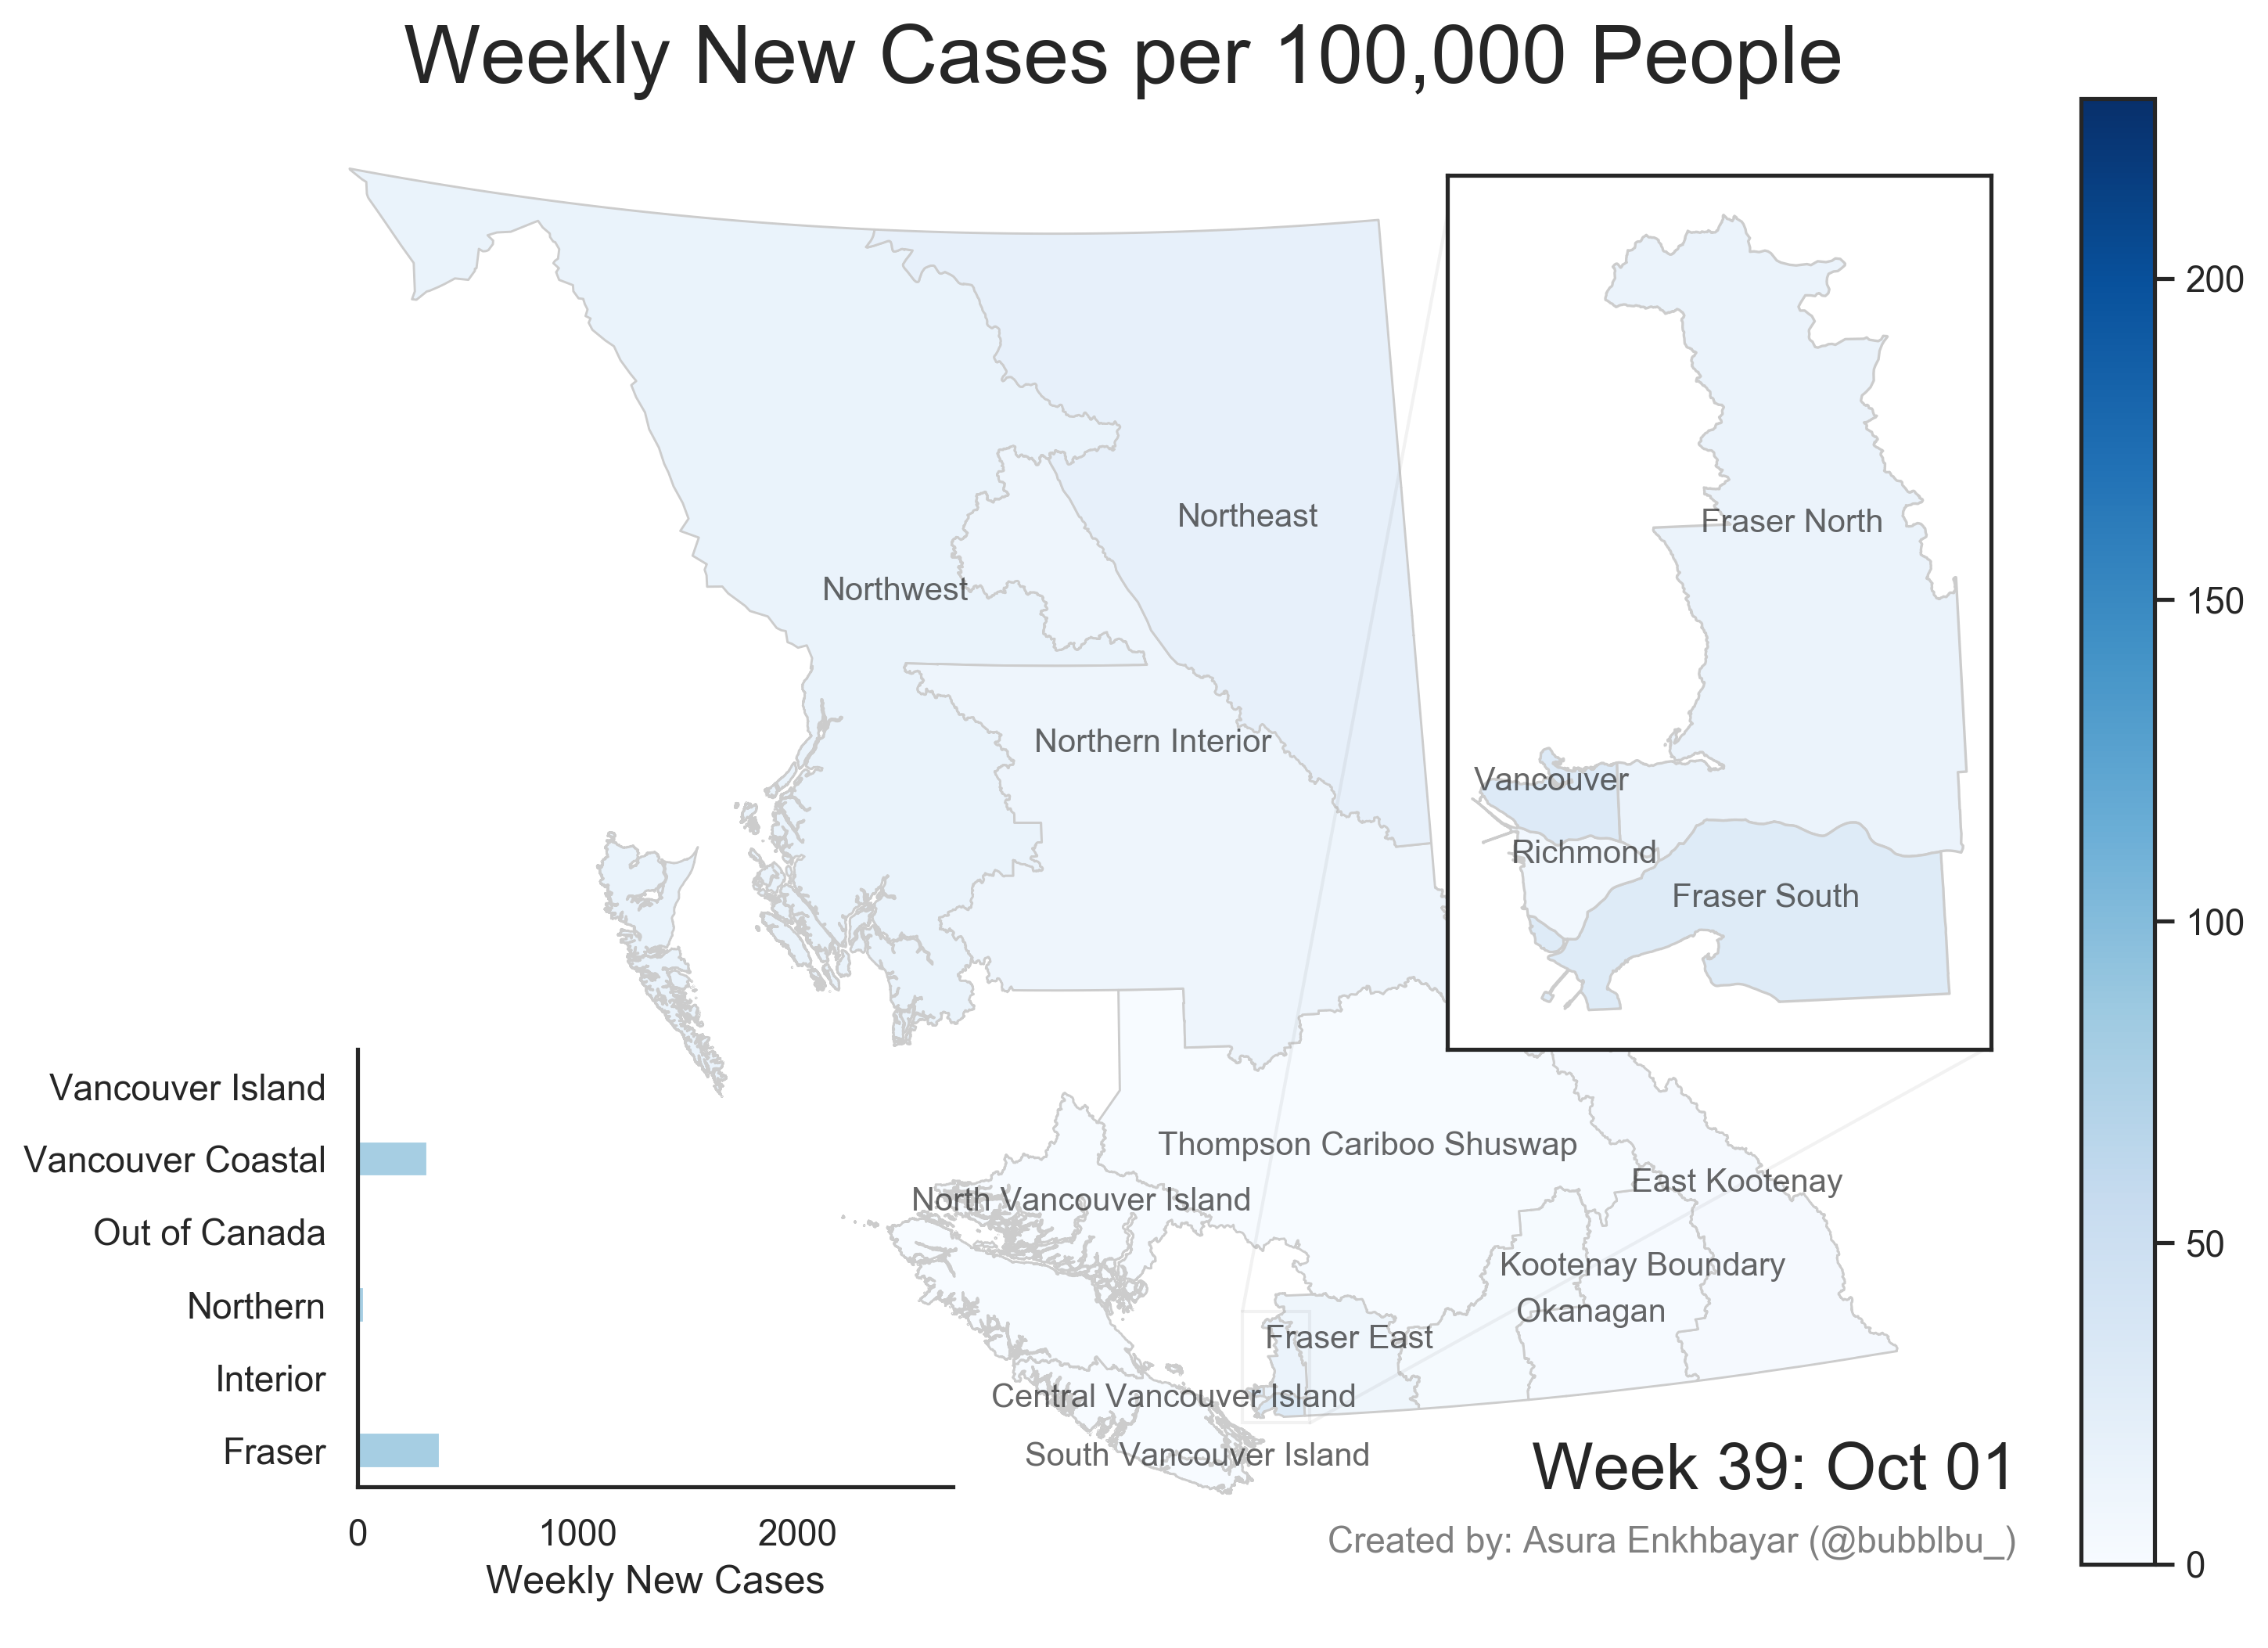 Weekly New Cases per 100,000 People
200
150
100
50
0
Northeast
Northwest
Northern Interior
Fraser North
Vancouver
Richmond
Fraser South
Thompson Cariboo Shuswap
East Kootenay
North Vancouver Island
Kootenay Boundary
Okanagan
Fraser East
Central Vancouver Island
South Vancouver Island
Vancouver Island
Vancouver Coastal
Out of Canada
Northern
Interior
Fraser
0 1000 2000
Weekly New Cases
Week 39: Oct 01
Created by: Asura Enkhbayar (@bubblbu_)